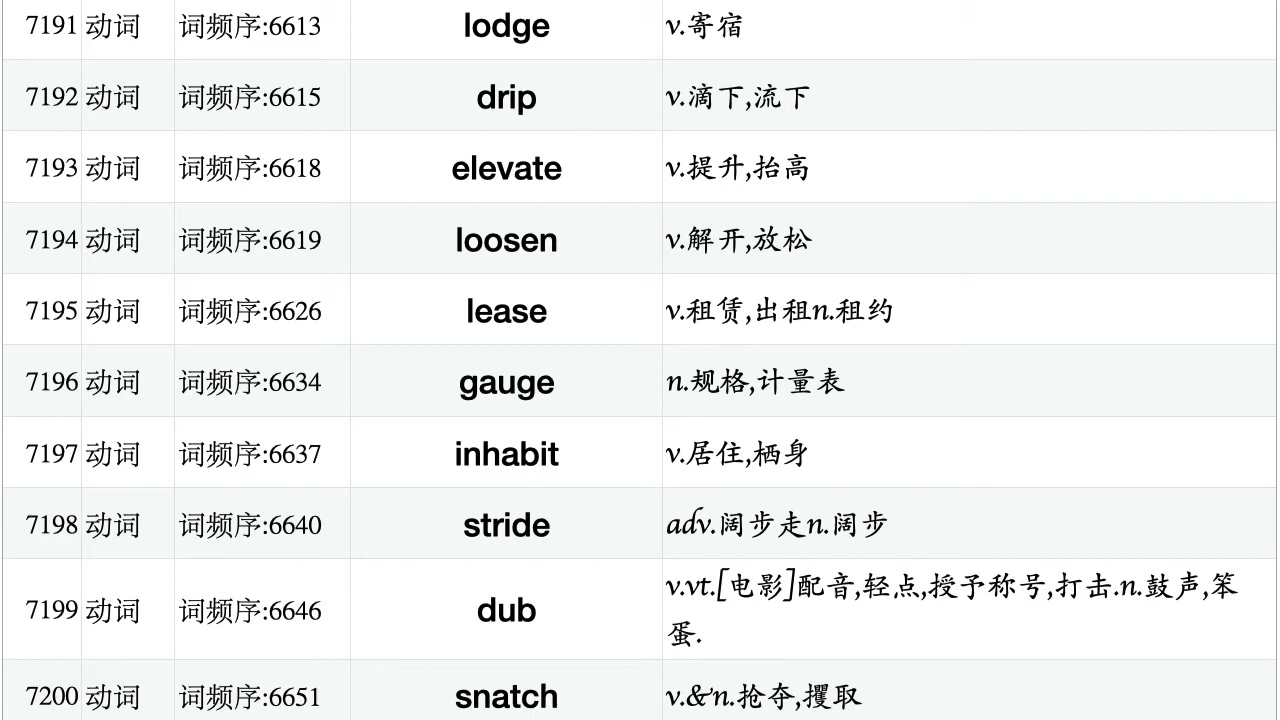 7191 动词 词频序:6613 lodge v.寄宿
7192 动词 词频序:6615 drip v.滴下,流下
7193 动词 词频序:6618 elevate v.提升,抬高
7194 动词 词频序:6619 loosen v.解开,放松
7195 动词 词频序:6626 lease v.租赁,出租n.租约
7196 动词 词频序:6634 gauge n.规格,计量表
7197 动词 词频序:6637 inhabit v.居住,栖身
7198 动词 词频序:6640 stride adv.阔步走n.阔步
7199 动词 词频序:6646 dub v.vt.[电影]配音,轻点,授予称号,打击.n.鼓声,笨
蛋.
7200 动词 词频序:6651 snatch v.&n.抢夺,攫取